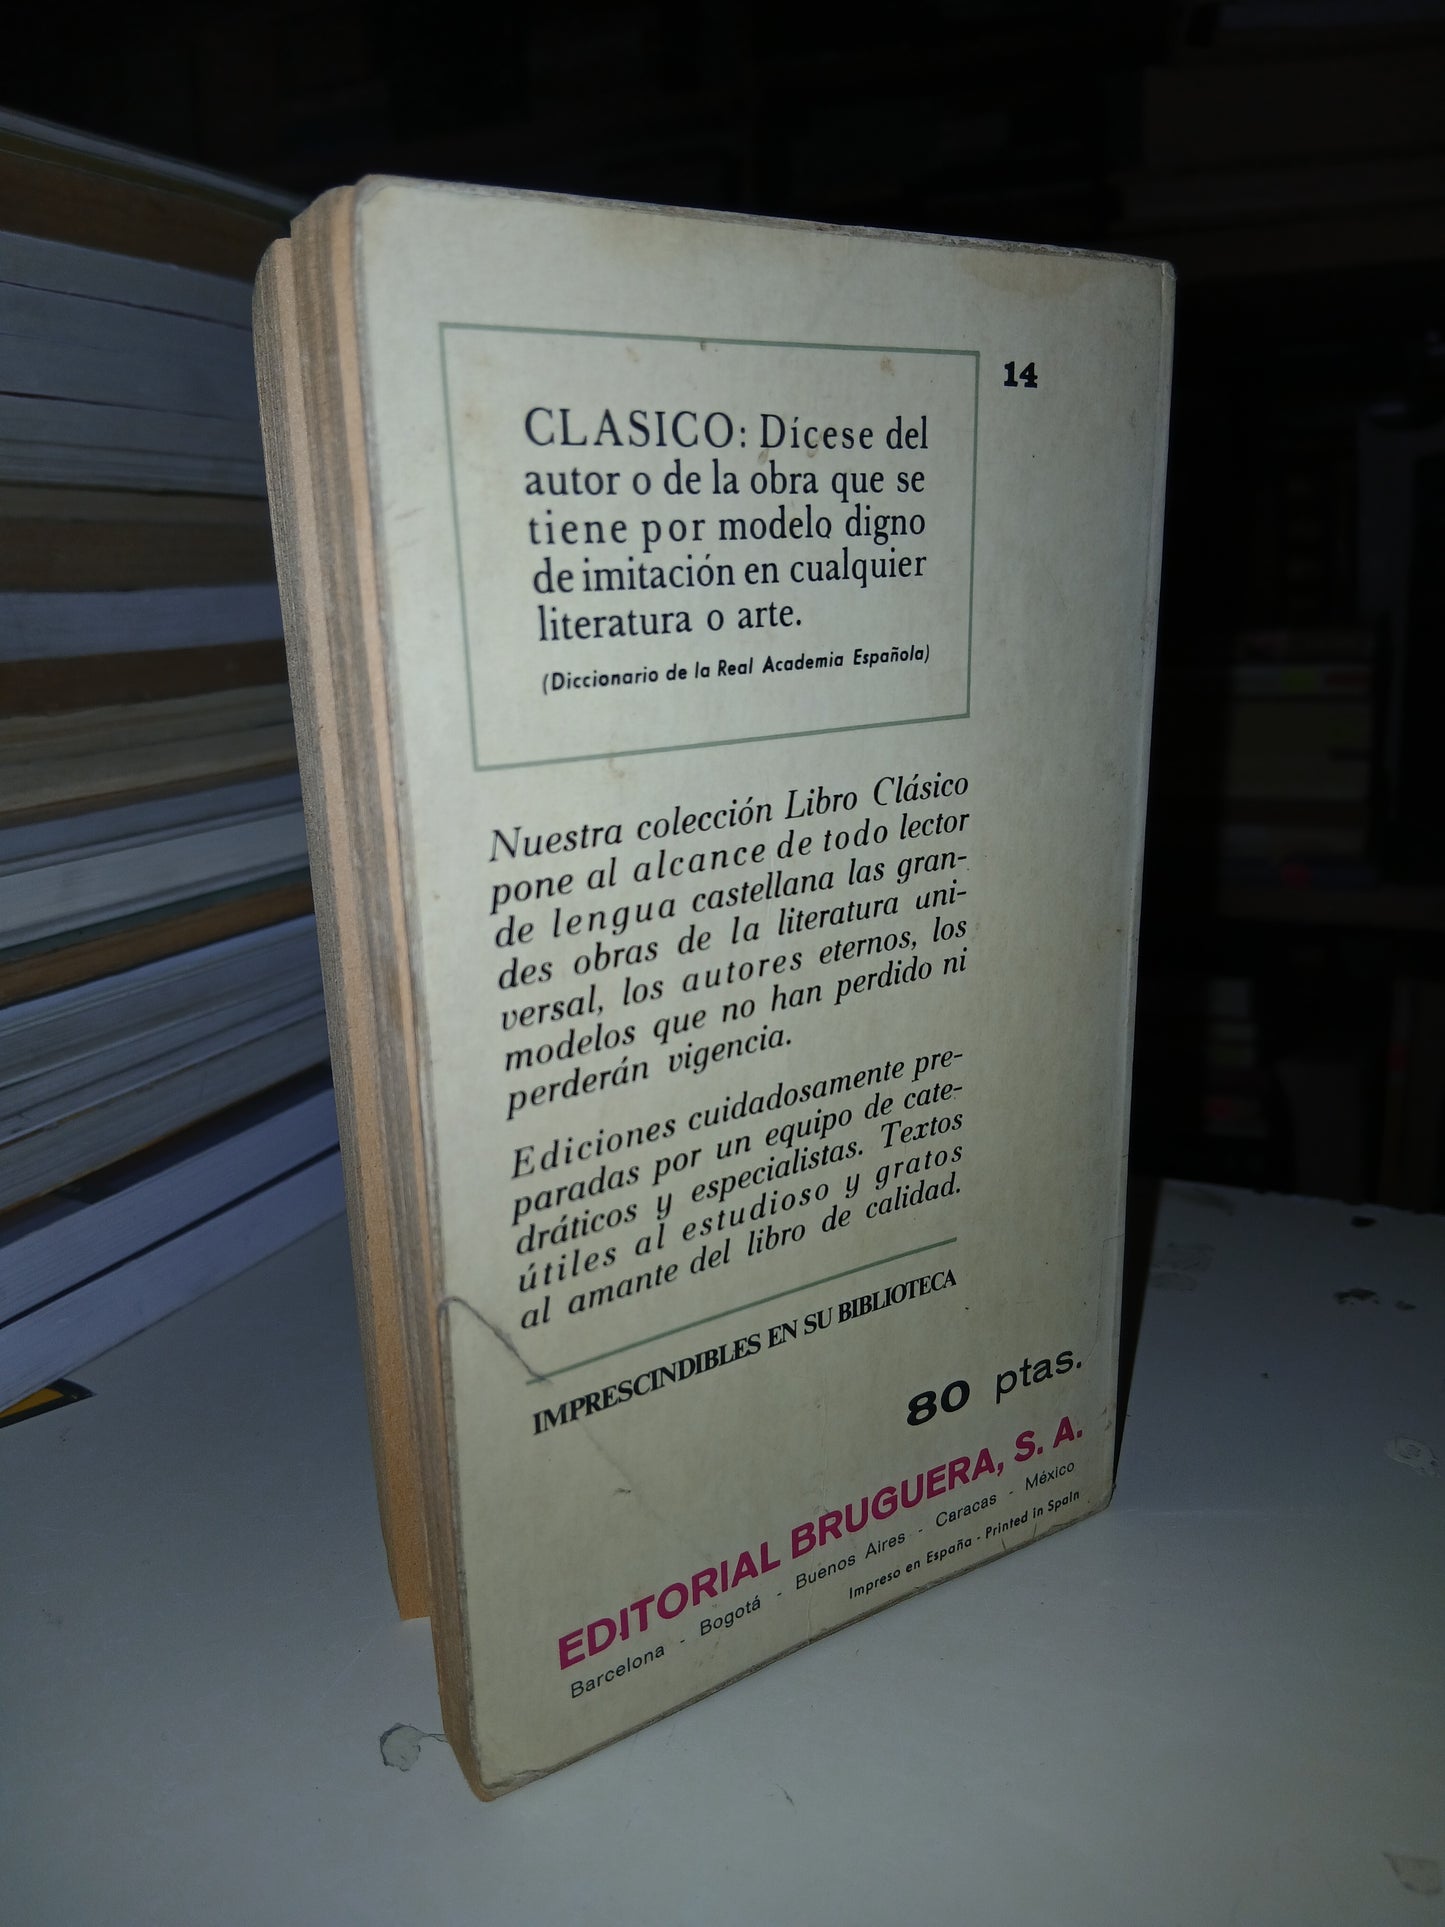 14
CLASICO: Dícese del
autor o de la obra que se
tiene por modelo digno
de imitación en cualquier
literatura o arte.
(Diccionario de la Real Academia Española)
Nuestra colección Libro Clásico
pone al alcance de todo lector
de lengua castellana las gran-
des obras de la literatura uni-
versal, los autores eternos, los
modelos que no han perdido ni
perderán vigencia.
Ediciones cuidadosamente pre-
paradas por un equipo de cate-
dráticos y especialistas. Textos
útiles al estudioso y gratos
al amante del libro de calidad.
IMPRESCINDIBLES EN SU BIBLIOTECA
80 ptas.
EDITORIAL BRUGUERA, S. A.
Barcelona - Bogotá - Buenos Aires - Caracas - México
Impreso en España - Printed in Spain